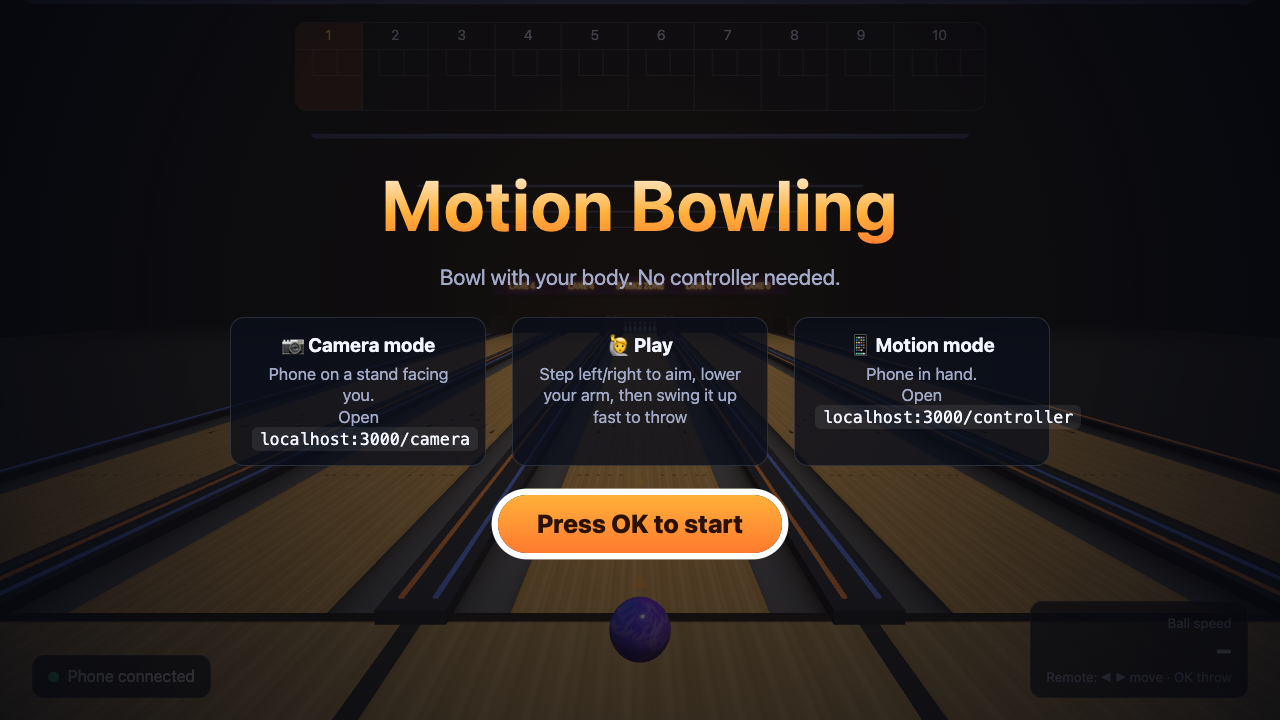 1 2 3 4 5 6 7 8 9 10
Motion Bowling
Bowl with your body. No controller needed.
📷 Camera mode
Phone on a stand facing
you.
Open
localhost:3000/camera
🙋 Play
Step left/right to aim, lower
your arm, then swing it up
fast to throw
📱 Motion mode
Phone in hand.
Open
localhost:3000/controller
Press OK to start
Phone connected
Ball speed
—
Remote: ◀ ▶ move · OK throw